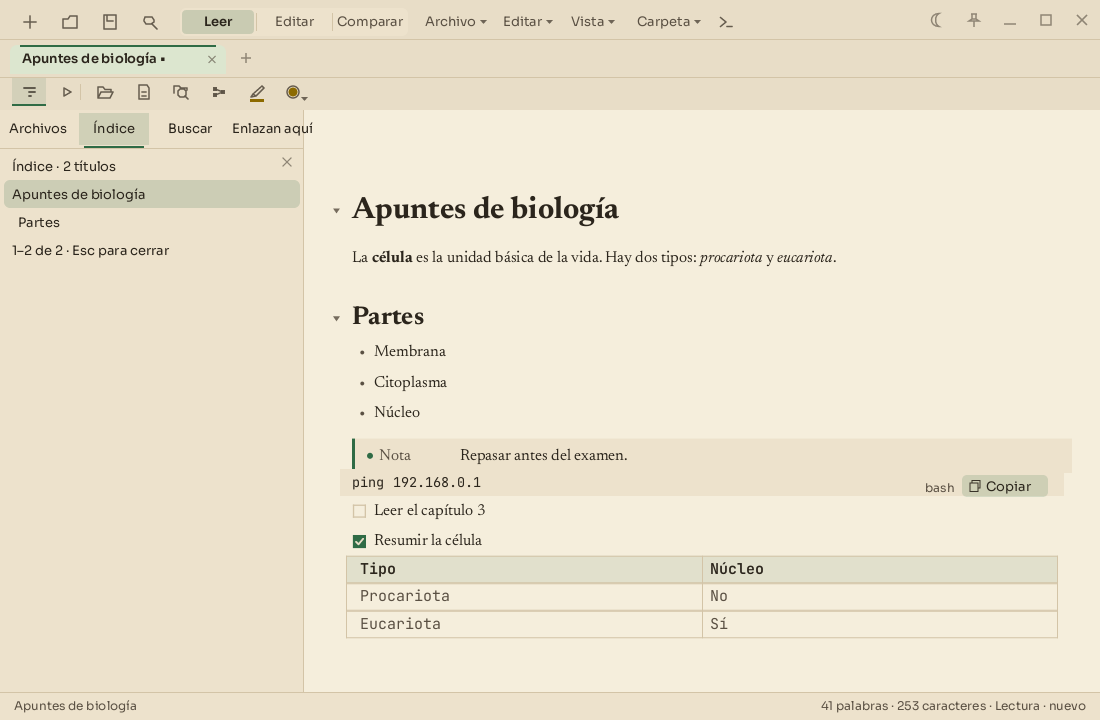 Leer Editar Comparar Archivo Editar Vista Carpeta
Apuntes de biología •
Archivos Índice Buscar Enlazan aquí
Índice · 2 títulos
Apuntes de biología
Partes
1–2 de 2 · Esc para cerrar
Apuntes de biología
La célula es la unidad básica de la vida. Hay dos tipos: procariota y eucariota.
Partes
• Membrana
• Citoplasma
• Núcleo
● Nota Repasar antes del examen.
ping 192.168.0.1 bash Copiar
Leer el capítulo 3
Resumir la célula
Tipo Núcleo
Procariota No
Eucariota Sí
Apuntes de biología 41 palabras · 253 caracteres · Lectura · nuevo